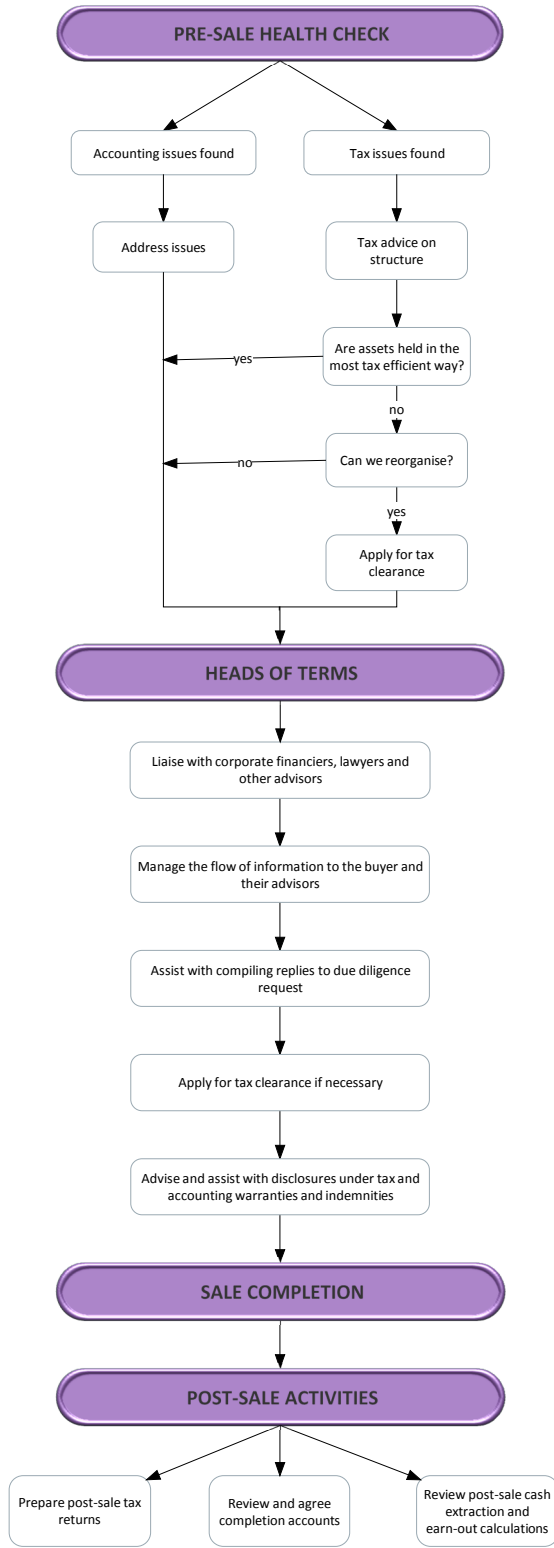 PRE-SALE HEALTH CHECK
Accounting issues found
Tax issues found
Address issues
Tax advice on
structure
Are assets held in the
most tax efficient way?
yes
no
Can we reorganise?
no
yes
Apply for tax
clearance
HEADS OF TERMS
Liaise with corporate financiers, lawyers and
other advisors
Manage the flow of information to the buyer and
their advisors
Assist with compiling replies to due diligence
request
Apply for tax clearance if necessary
Advise and assist with disclosures under tax and
accounting warranties and indemnities
SALE COMPLETION
POST-SALE ACTIVITIES
Prepare post-sale tax
returns
Review and agree
completion accounts
Review post-sale cash
extraction and
earn-out calculations